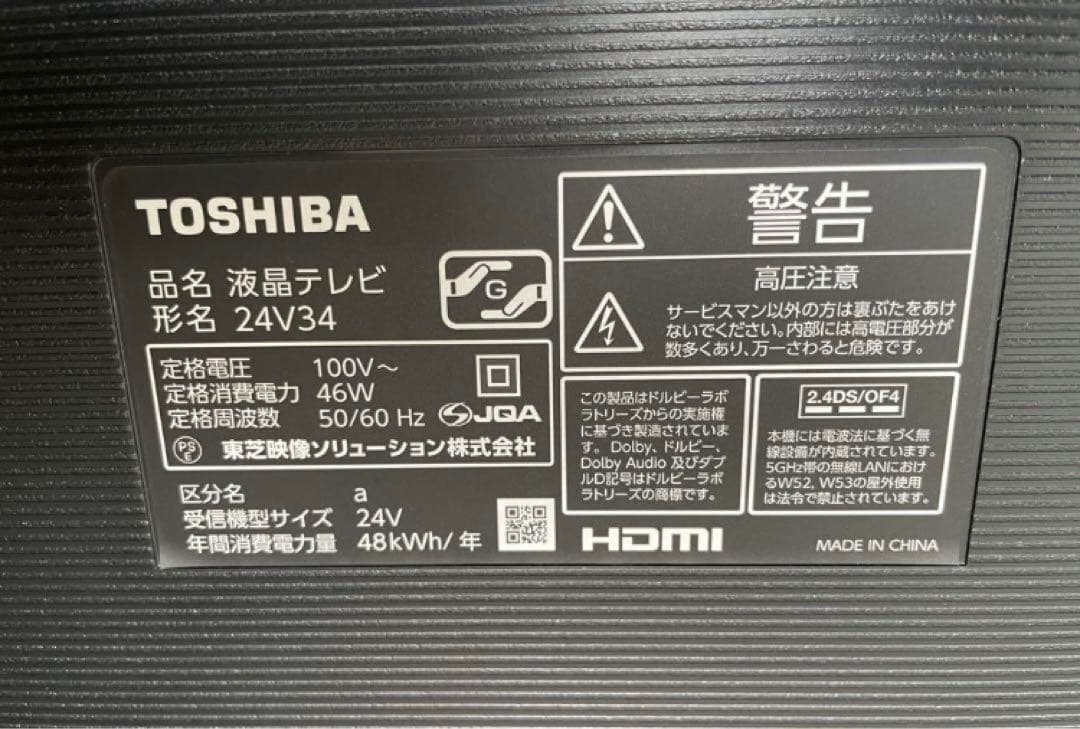 TOSHIBA
品名 液晶テレビ
形名 24V34
G
定格電圧 100V～
定格消費電力 46W
定格周波数 50/60 Hz
JQA
PS
E
東芝映像ソリューション株式会社
区分名 a
受信機型サイズ 24V
年間消費電力量 48kWh/年
警告
高圧注意
サービスマン以外の方は裏ぶたをあけ
ないでください。内部には高電圧部分が
数多くあり、万一さわると危険です。
この製品はドルビーラボ
ラトリーズからの実施権
に基づき製造されていま
す。Dolby、ドルビー、
Dolby Audio 及びダブ
ルD記号はドルビーラボ
ラトリーズの商標です。
2.4DS/OF4
本機には電波法に基づく無
線設備が内蔵されています。
5GHz帯の無線LANにおけ
るW52, W53の屋外使用
は法令で禁止されています。
HDMI
MADE IN CHINA